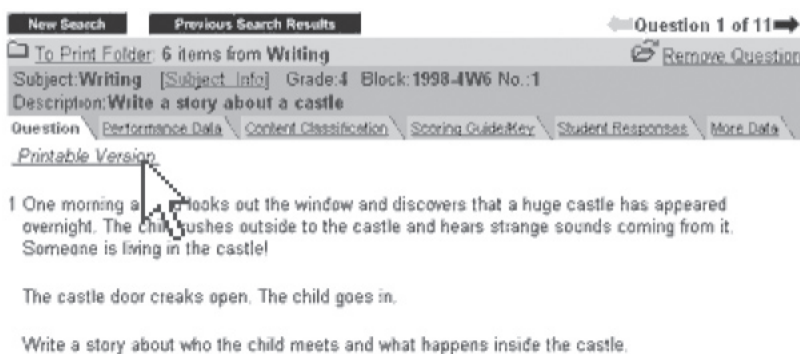 New Search Previous Search Results Question 1 of 11
To Print Folder: 6 items from Writing Remove Question
Subject:Writing [Subject Info] Grade:4 Block:1998-4W6 No.:1
Description:Write a story about a castle
Question Performance Data Content Classification Scoring Guide/Key Student Responses More Data
Printable Version
1 One morning a looks out the window and discovers that a huge castle has appeared
overnight. The child rushes outside to the castle and hears strange sounds coming from it.
Someone is living in the castle!
The castle door creaks open. The child goes in.
Write a story about who the child meets and what happens inside the castle.